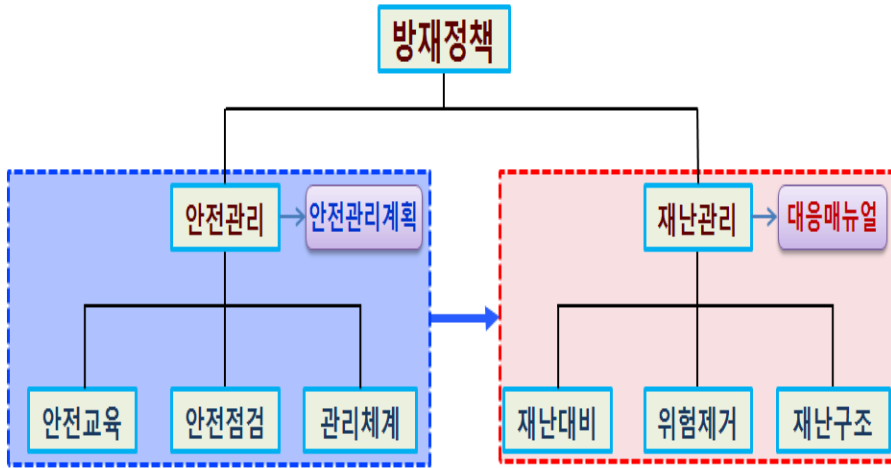 방재정책
안전관리
안전관리계획
재난관리
대응매뉴얼
안전교육
안전점검
관리체계
재난대비
위험제거
재난구조